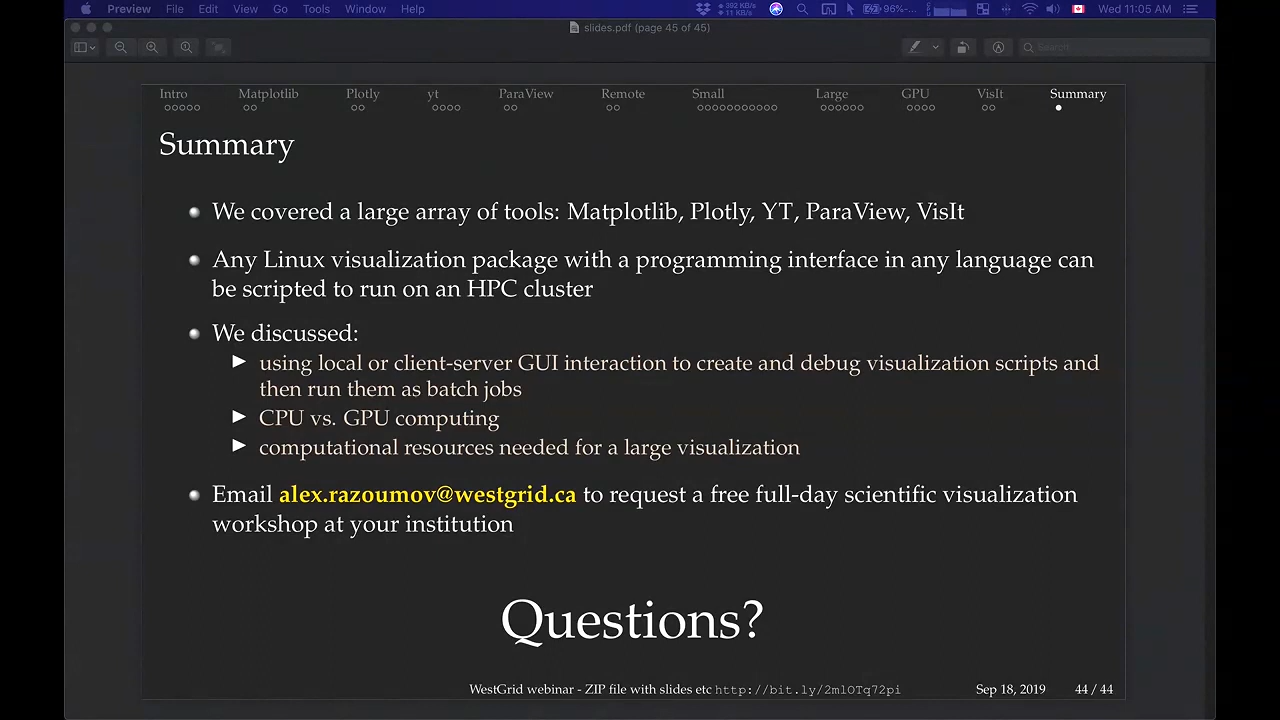 Preview File Edit View Go Tools Window Help 392 KB/s 11 KB/s 96% Wed 11:05 AM
slides.pdf (page 45 of 45)
Search
Intro Matplotlib Plotly yt ParaView Remote Small Large GPU VisIt Summary
Summary
We covered a large array of tools: Matplotlib, Plotly, YT, ParaView, VisIt
Any Linux visualization package with a programming interface in any language can
be scripted to run on an HPC cluster
We discussed:
using local or client-server GUI interaction to create and debug visualization scripts and
then run them as batch jobs
CPU vs. GPU computing
computational resources needed for a large visualization
Email alex.razoumov@westgrid.ca to request a free full-day scientific visualization
workshop at your institution
Questions?
WestGrid webinar - ZIP file with slides etc http://bit.ly/2mlOTq72pi Sep 18, 2019 44 / 44